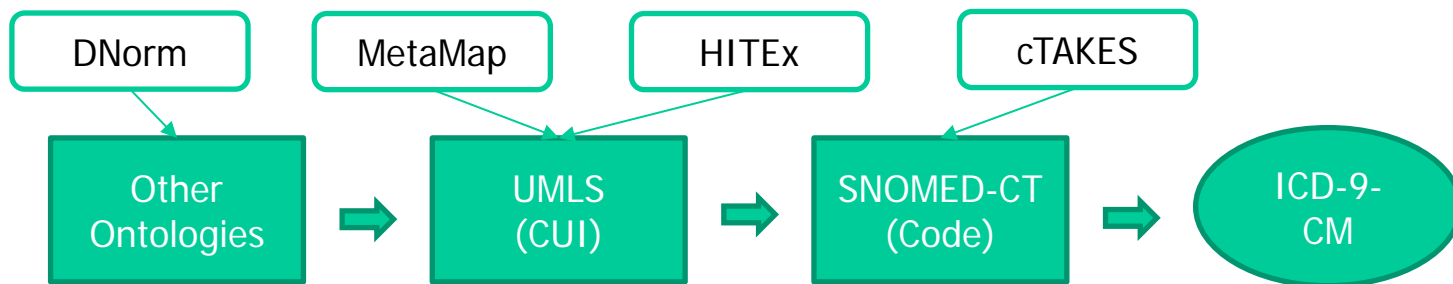 DNorm
MetaMap
HITEx
cTAKES
Other
Ontologies
UMLS
(CUI)
SNOMED-CT
(Code)
ICD-9-
CM